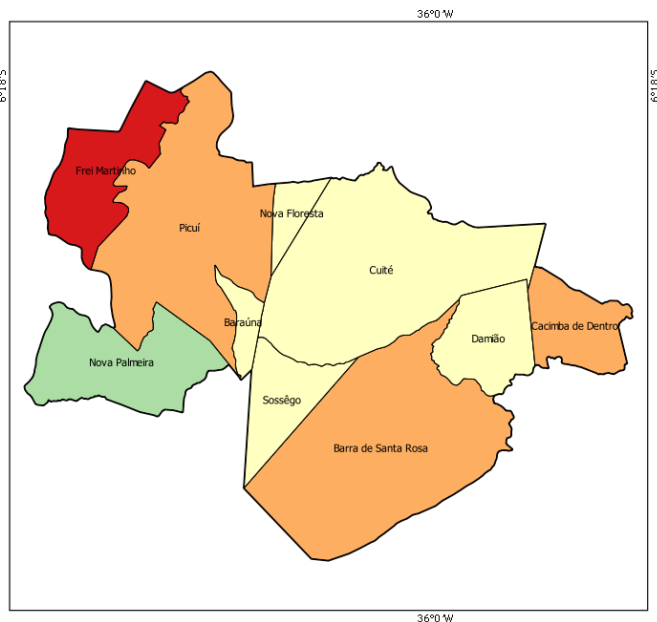 36°0'W
6°18'S
6°18'S
Frei Martinho
Nova Floresta
Picuí
Cuité
Baraúna
Cacimba de Dentro
Damião
Nova Palmeira
Sossêgo
Barra de Santa Rosa
36°0'W